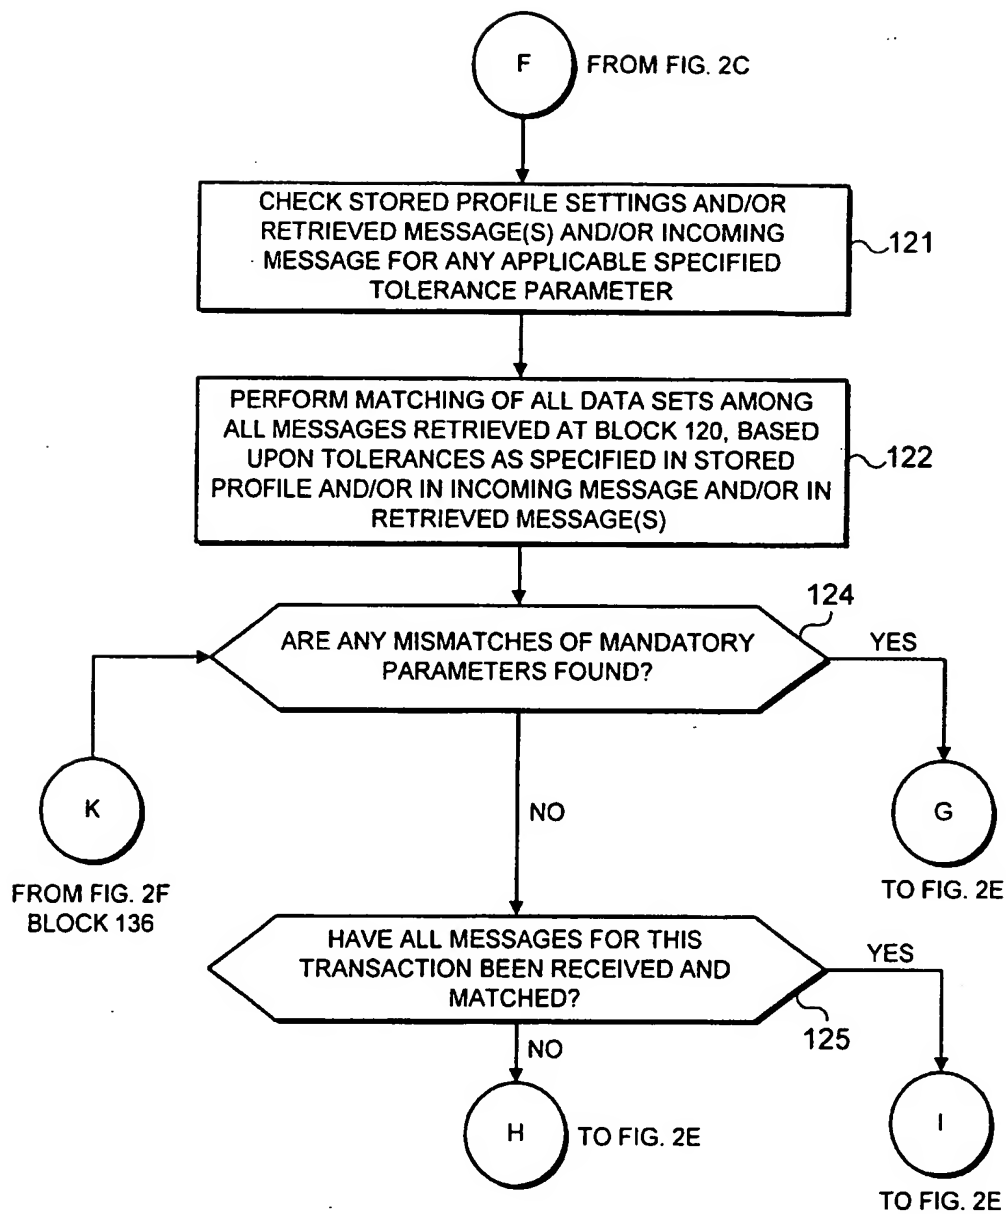 F
FROM FIG. 2C
CHECK STORED PROFILE SETTINGS AND/OR
RETRIEVED MESSAGE(S) AND/OR INCOMING
MESSAGE FOR ANY APPLICABLE SPECIFIED
TOLERANCE PARAMETER
121
PERFORM MATCHING OF ALL DATA SETS AMONG
ALL MESSAGES RETRIEVED AT BLOCK 120, BASED
UPON TOLERANCES AS SPECIFIED IN STORED
PROFILE AND/OR IN INCOMING MESSAGE AND/OR IN
RETRIEVED MESSAGE(S)
122
124
ARE ANY MISMATCHES OF MANDATORY
PARAMETERS FOUND?
YES
K
FROM FIG. 2F
BLOCK 136
NO
G
TO FIG. 2E
HAVE ALL MESSAGES FOR THIS
TRANSACTION BEEN RECEIVED AND
MATCHED?
YES
125
NO
H
TO FIG. 2E
I
TO FIG. 2E